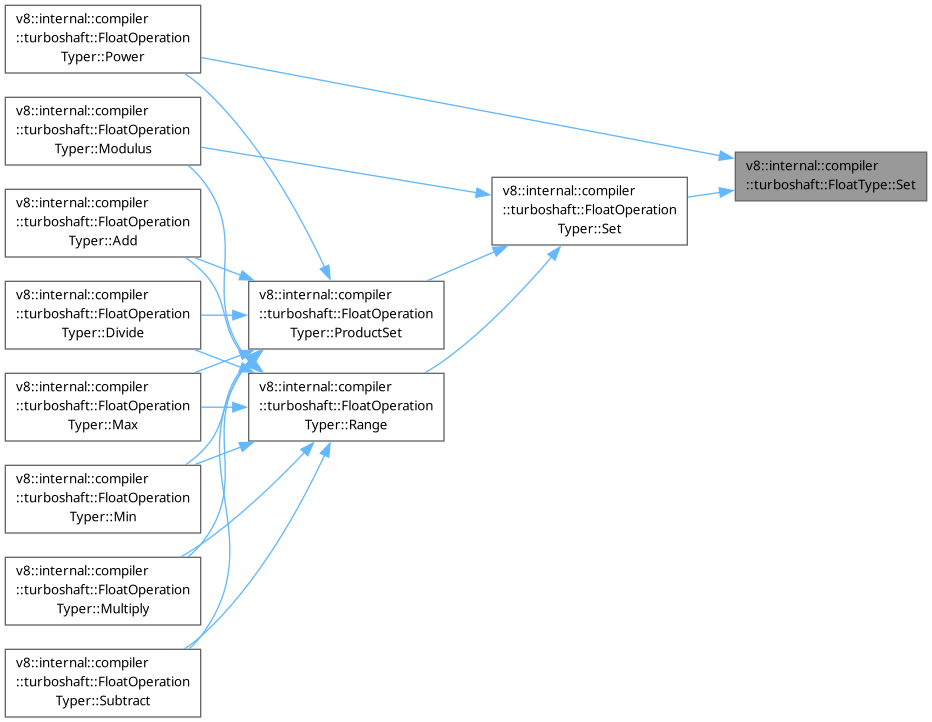 v8::internal::compiler
::turboshaft::FloatOperation
Typer::Power
v8::internal::compiler
::turboshaft::FloatOperation
Typer::Modulus
v8::internal::compiler
::turboshaft::FloatOperation
Typer::Add
v8::internal::compiler
::turboshaft::FloatOperation
Typer::Divide
v8::internal::compiler
::turboshaft::FloatOperation
Typer::Max
v8::internal::compiler
::turboshaft::FloatOperation
Typer::Min
v8::internal::compiler
::turboshaft::FloatOperation
Typer::Multiply
v8::internal::compiler
::turboshaft::FloatOperation
Typer::Subtract
v8::internal::compiler
::turboshaft::FloatOperation
Typer::ProductSet
v8::internal::compiler
::turboshaft::FloatOperation
Typer::Range
v8::internal::compiler
::turboshaft::FloatOperation
Typer::Set
v8::internal::compiler
::turboshaft::FloatType::Set